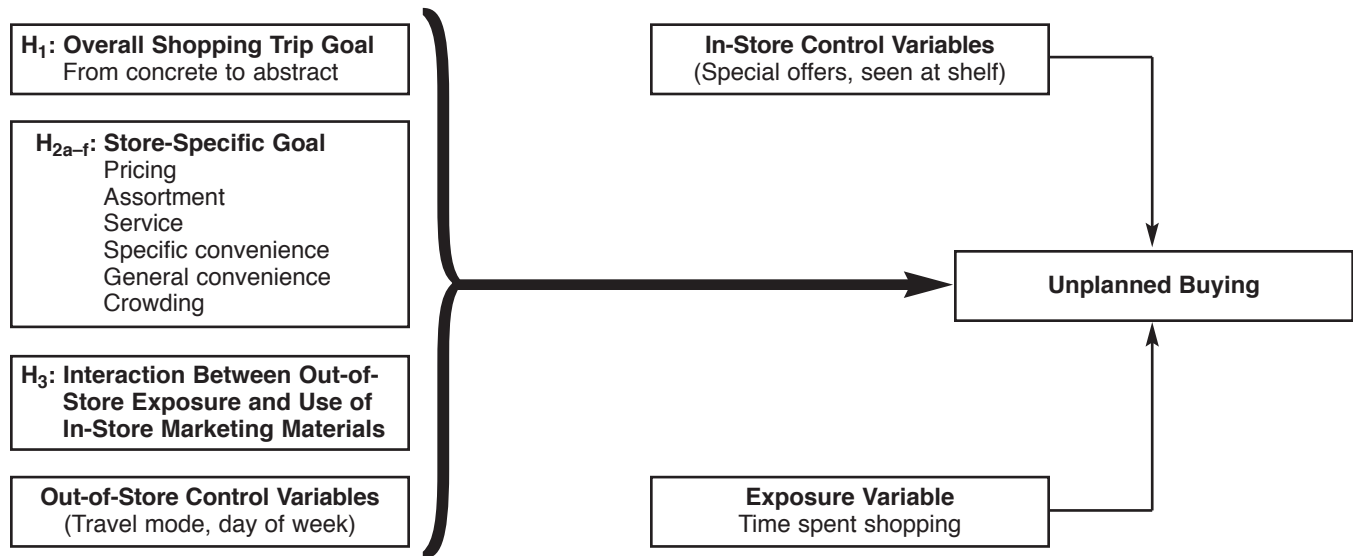 H1: Overall Shopping Trip Goal
From concrete to abstract
H2a–f: Store-Specific Goal
Pricing
Assortment
Service
Specific convenience
General convenience
Crowding
H3: Interaction Between Out-of-
Store Exposure and Use of
In-Store Marketing Materials
Out-of-Store Control Variables
(Travel mode, day of week)
In-Store Control Variables
(Special offers, seen at shelf)
Unplanned Buying
Exposure Variable
Time spent shopping